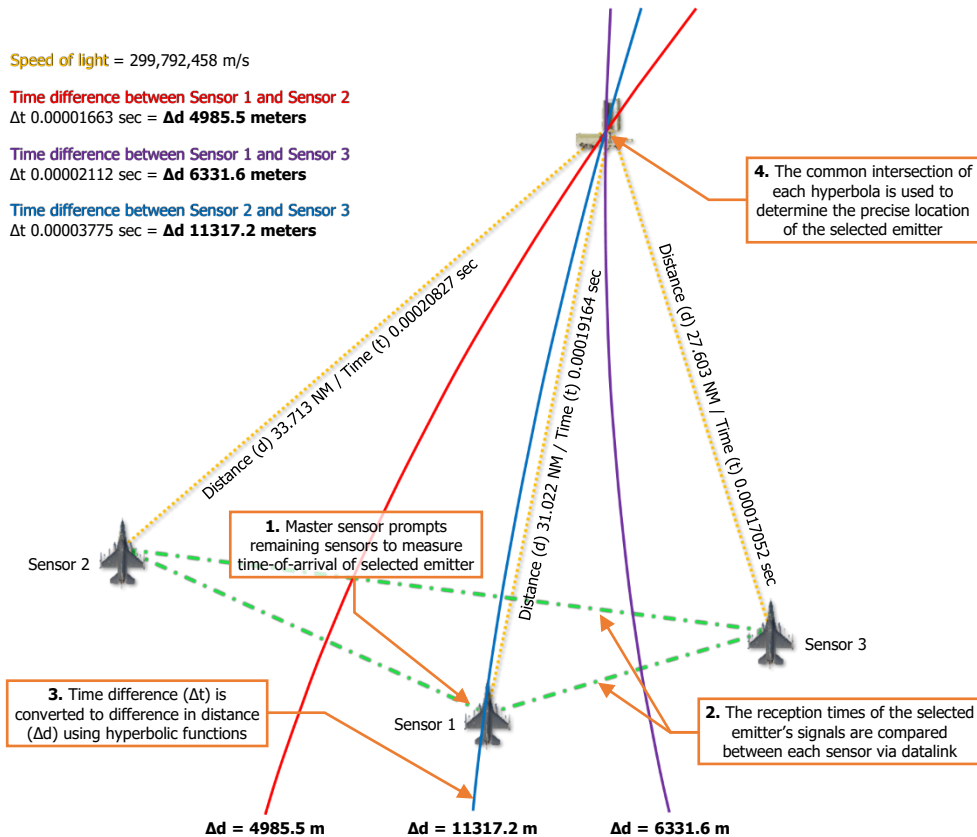 Speed of light = 299,792,458 m/s
Time difference between Sensor 1 and Sensor 2
Δt 0.00001663 sec = Δd 4985.5 meters
Time difference between Sensor 1 and Sensor 3
Δt 0.00002112 sec = Δd 6331.6 meters
Time difference between Sensor 2 and Sensor 3
Δt 0.00003775 sec = Δd 11317.2 meters
4. The common intersection of
each hyperbola is used to
determine the precise location
of the selected emitter
Distance (d) 33.713 NM / Time (t) 0.00020827 sec
Distance (d) 31.022 NM / Time (t) 0.00019164 sec
Distance (d) 27.603 NM / Time (t) 0.00017052 sec
1. Master sensor prompts
remaining sensors to measure
time-of-arrival of selected emitter
Sensor 2
Sensor 3
3. Time difference (Δt) is
converted to difference in distance
(Δd) using hyperbolic functions
Sensor 1
2. The reception times of the selected
emitter's signals are compared
between each sensor via datalink
Δd = 4985.5 m
Δd = 11317.2 m
Δd = 6331.6 m